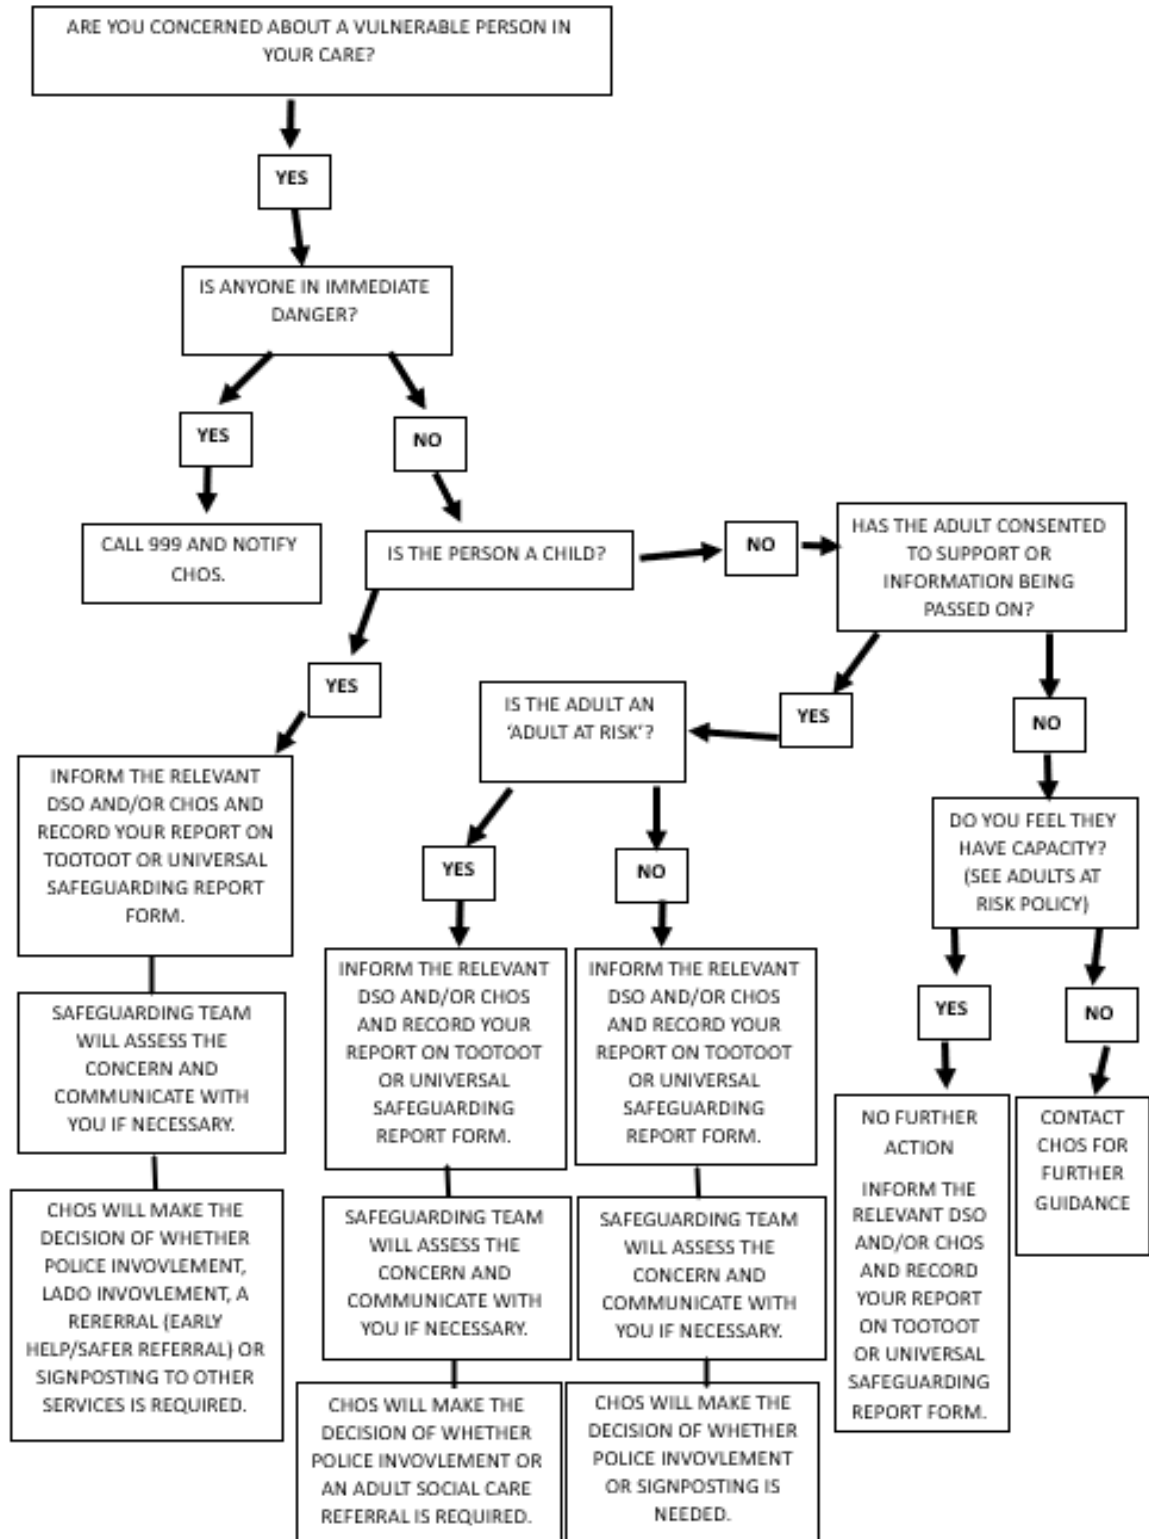 ARE YOU CONCERNED ABOUT A VULNERABLE PERSON IN
YOUR CARE?
YES
IS ANYONE IN IMMEDIATE
DANGER?
YES
NO
CALL 999 AND NOTIFY
CHOS.
IS THE PERSON A CHILD?
NO
HAS THE ADULT CONSENTED
TO SUPPORT OR
INFORMATION BEING
PASSED ON?
YES
INFORM THE RELEVANT
DSO AND/OR CHOS AND
RECORD YOUR REPORT ON
TOOTOOT OR UNIVERSAL
SAFEGUARDING REPORT
FORM.
SAFEGUARDING TEAM
WILL ASSESS THE
CONCERN AND
COMMUNICATE WITH
YOU IF NECESSARY.
CHOS WILL MAKE THE
DECISION OF WHETHER
POLICE INVOVLEMENT,
LADO INVOVLEMENT, A
RERERRAL (EARLY
HELP/SAFER REFERRAL) OR
SIGNPOSTING TO OTHER
SERVICES IS REQUIRED.
YES
IS THE ADULT AN
‘ADULT AT RISK’?
YES
INFORM THE RELEVANT
DSO AND/OR CHOS
AND RECORD YOUR
REPORT ON TOOTOOT
OR UNIVERSAL
SAFEGUARDING
REPORT FORM.
SAFEGUARDING TEAM
WILL ASSESS THE
CONCERN AND
COMMUNICATE WITH
YOU IF NECESSARY.
CHOS WILL MAKE THE
DECISION OF WHETHER
POLICE INVOVLEMENT OR
AN ADULT SOCIAL CARE
REFERRAL IS REQUIRED.
NO
INFORM THE RELEVANT
DSO AND/OR CHOS
AND RECORD YOUR
REPORT ON TOOTOOT
OR UNIVERSAL
SAFEGUARDING
REPORT FORM.
SAFEGUARDING TEAM
WILL ASSESS THE
CONCERN AND
COMMUNICATE WITH
YOU IF NECESSARY.
CHOS WILL MAKE THE
DECISION OF WHETHER
POLICE INVOVLEMENT
OR SIGNPOSTING IS
NEEDED.
NO
DO YOU FEEL THEY
HAVE CAPACITY?
(SEE ADULTS AT
RISK POLICY)
YES
NO FURTHER
ACTION
INFORM THE
RELEVANT DSO
AND/OR CHOS
AND RECORD
YOUR REPORT
ON TOOTOOT
OR UNIVERSAL
SAFEGUARDING
REPORT FORM.
NO
CONTACT
CHOS FOR
FURTHER
GUIDANCE